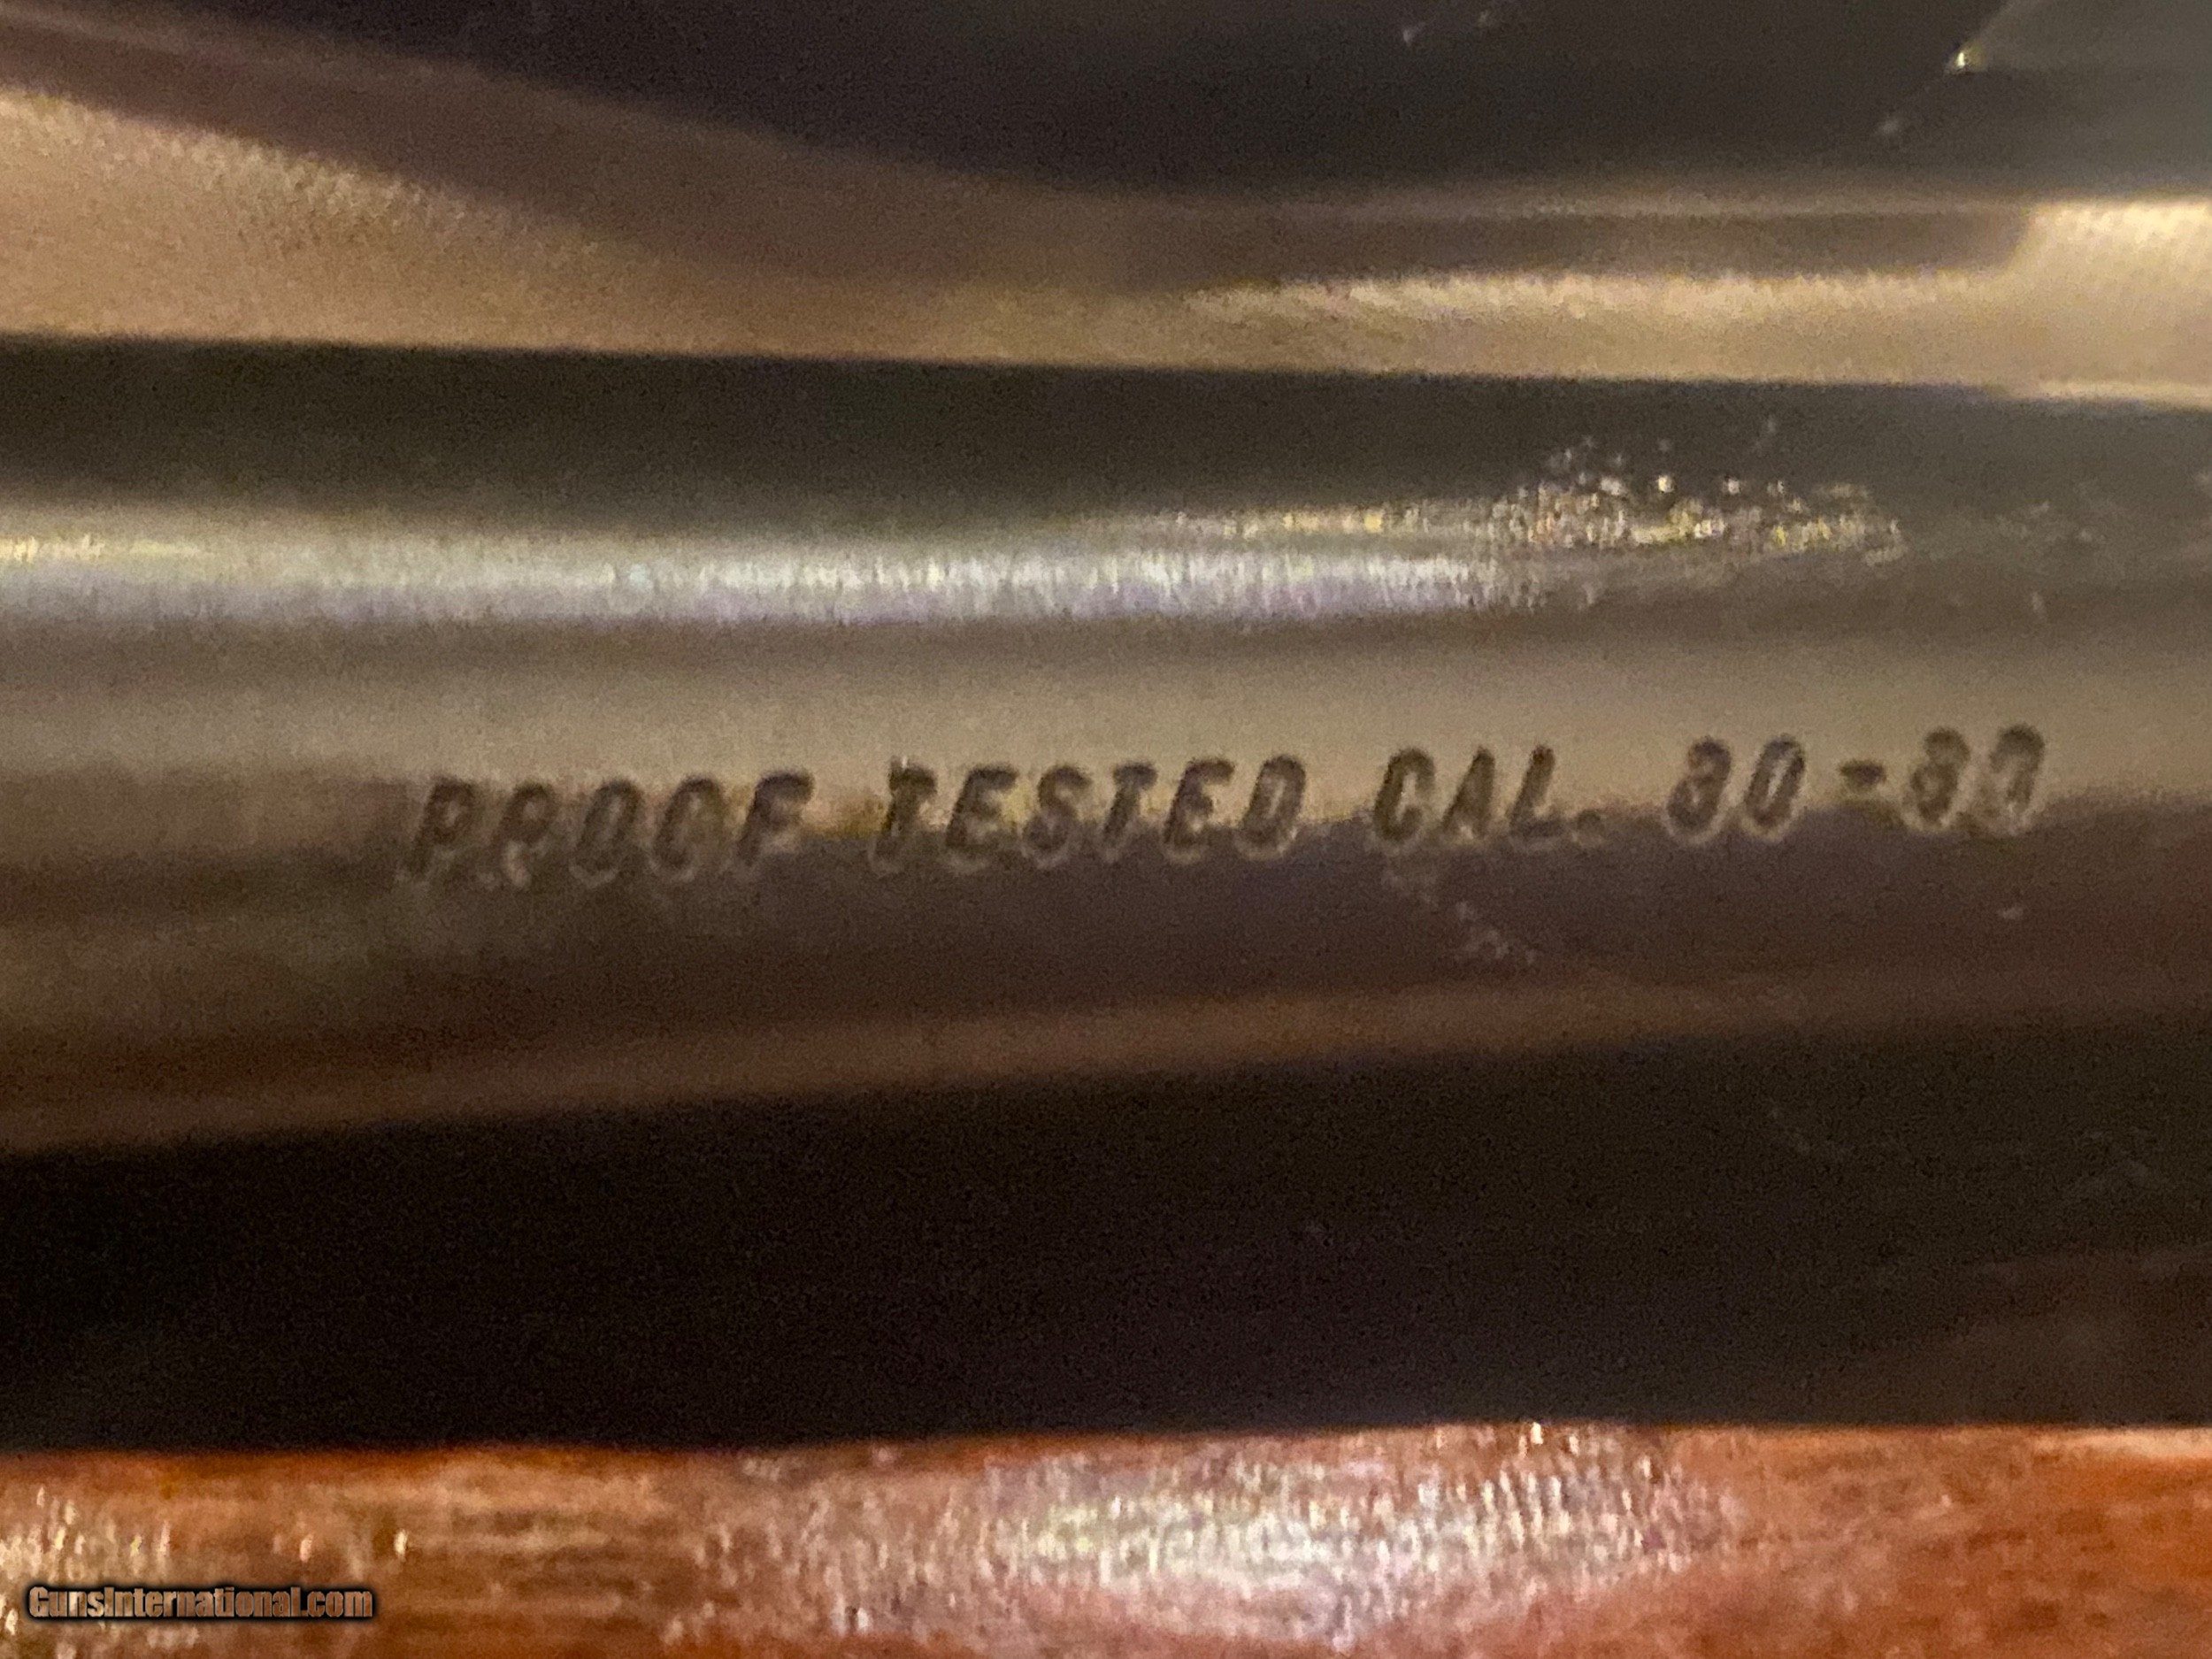 PROOF TESTED CAL. 30-30
GunsInternational.com